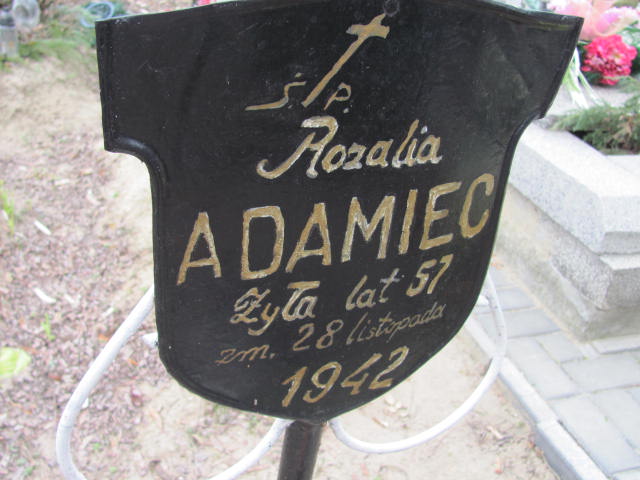 Ś. P.
Rozalia
ADAMIEC
Żyła lat 57
zm. 28 listopada
1942